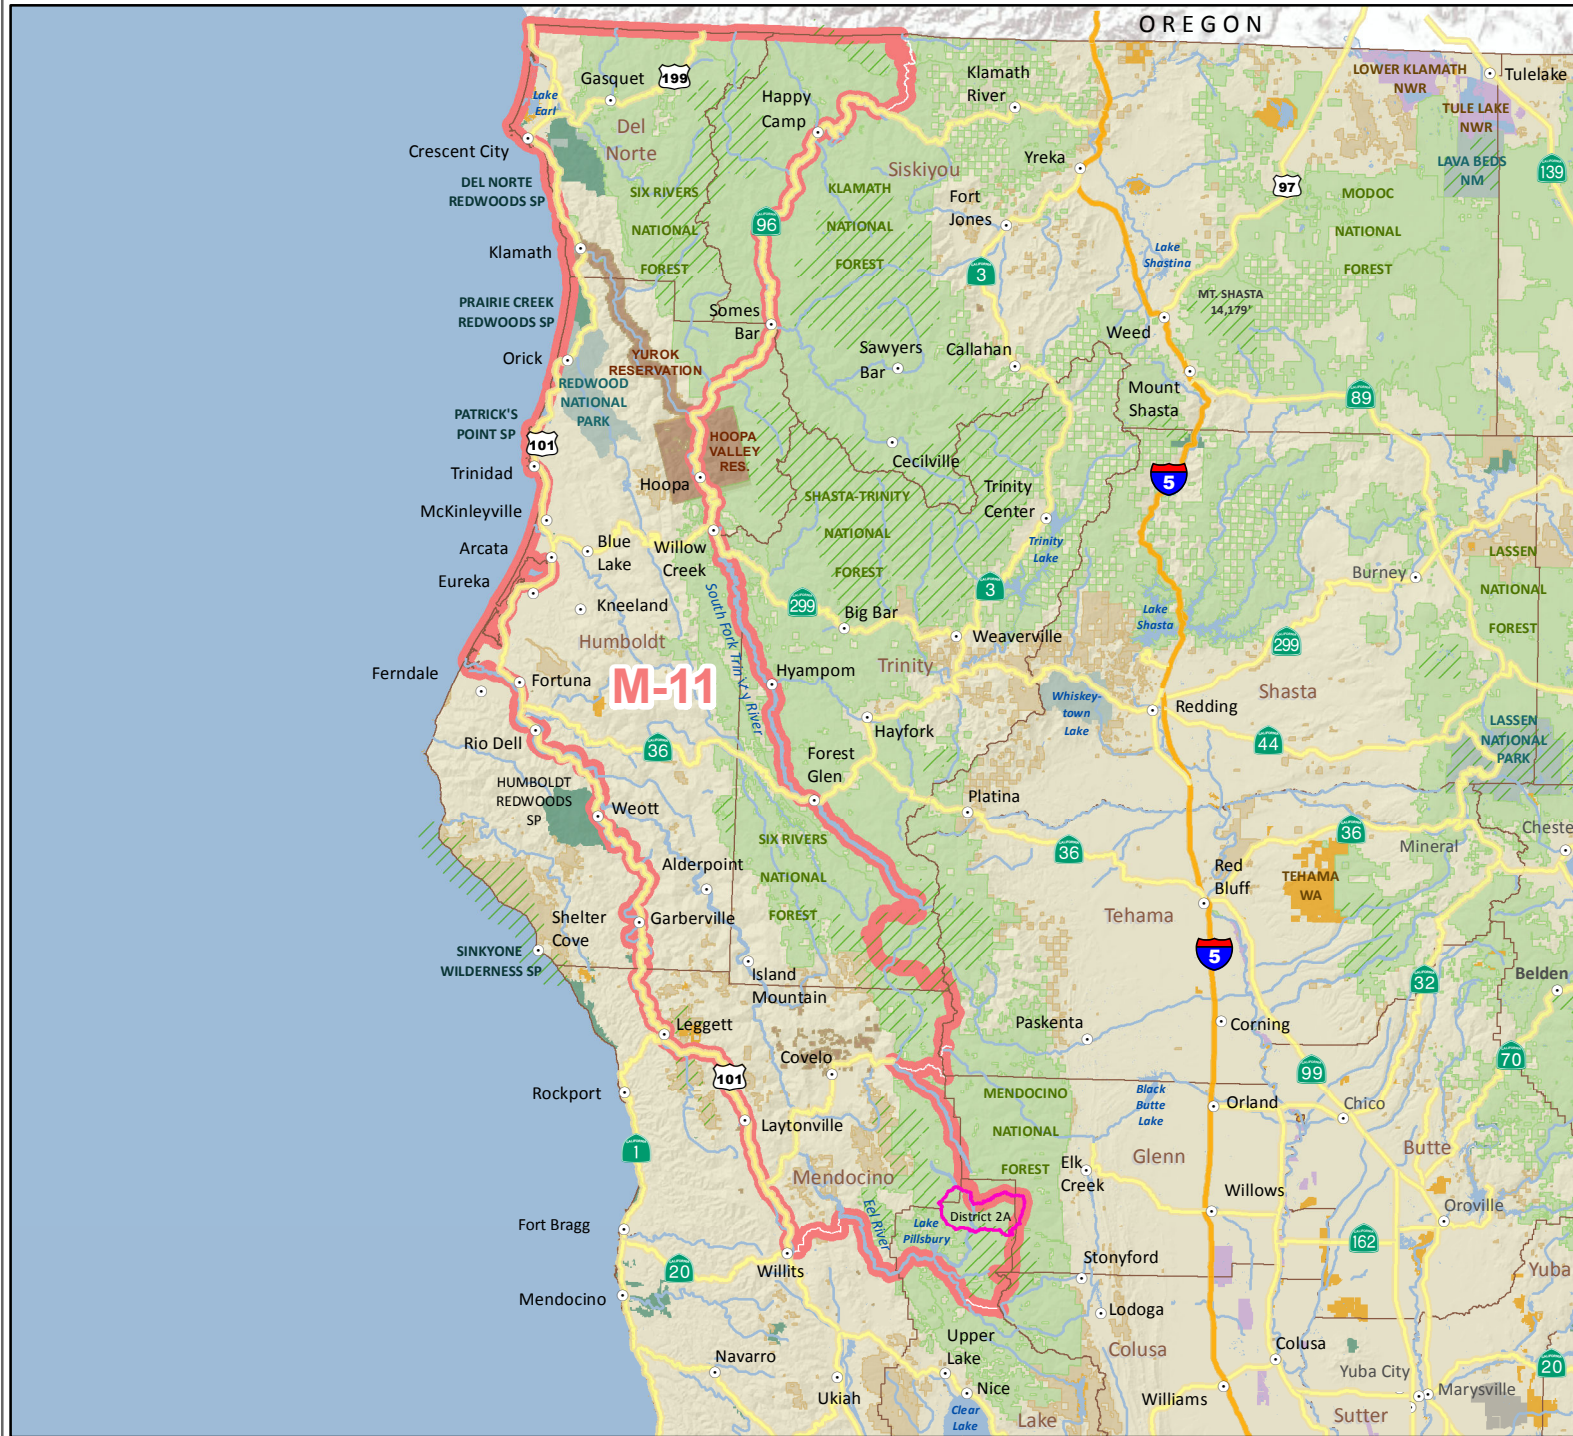 OREGON
Gasquet
199
Lake
Earl
Del
Norte
Happy
Camp
Klamath
River
LOWER KLAMATH
NWR
Tulelake
TULE LAKE
NWR
Crescent City
Yreka
LAVA BEDS
NM
139
DEL NORTE
REDWOODS SP
SIX RIVERS
NATIONAL
FOREST
KLAMATH
NATIONAL
FOREST
Siskiyou
Fort
Jones
97
MODOC
NATIONAL
FOREST
96
Klamath
3
Lake
Shastina
MT. SHASTA
14,179'
PRAIRIE CREEK
REDWOODS SP
Somes
Bar
Weed
Orick
YUROK
RESERVATION
Sawyers
Bar
Callahan
REDWOOD
NATIONAL
PARK
Mount
Shasta
89
PATRICK'S
POINT SP
101
HOOPA
VALLEY
RES.
Trinidad
Hoopa
Cecilville
5
SHASTA-TRINITY
NATIONAL
FOREST
Trinity
Center
McKinleyville
Arcata
Blue
Lake
Willow
Creek
Trinity
Lake
LASSEN
NATIONAL
FOREST
Burney
Eureka
Kneeland
South Fork Trinity River
299
Big Bar
3
Lake
Shasta
Humboldt
Weaverville
299
Ferndale
Fortuna
M-11
Hyampom
Trinity
Whiskey-
town
Lake
Redding
Shasta
Rio Dell
36
Hayfork
44
LASSEN
NATIONAL
PARK
Forest
Glen
HUMBOLDT
REDWOODS
SP
Weott
Platina
SIX RIVERS
NATIONAL
FOREST
36
36
Cheste
Mineral
Alderpoint
Red
Bluff
TEHAMA
WA
Tehama
Shelter
Cove
Garberville
SINKYONE
WILDERNESS SP
5
Island
Mountain
32
Belden
Leggett
Paskenta
Corning
Covelo
70
101
99
Rockport
MENDOCINO
NATIONAL
FOREST
Black
Butte
Lake
Orland
Chico
Laytonville
1
Elk
Creek
Glenn
Butte
Mendocino
Willows
Oroville
Fort Bragg
Eel River
Lake
Pillsbury
District 2A
162
Willits
20
Stonyford
Yuba
Mendocino
Lodoga
Upper
Lake
Colusa
Colusa
Navarro
Yuba City
20
Ukiah
Nice
Williams
Marysville
Clear
Lake
Lake
Sutter
CALIFORNIA